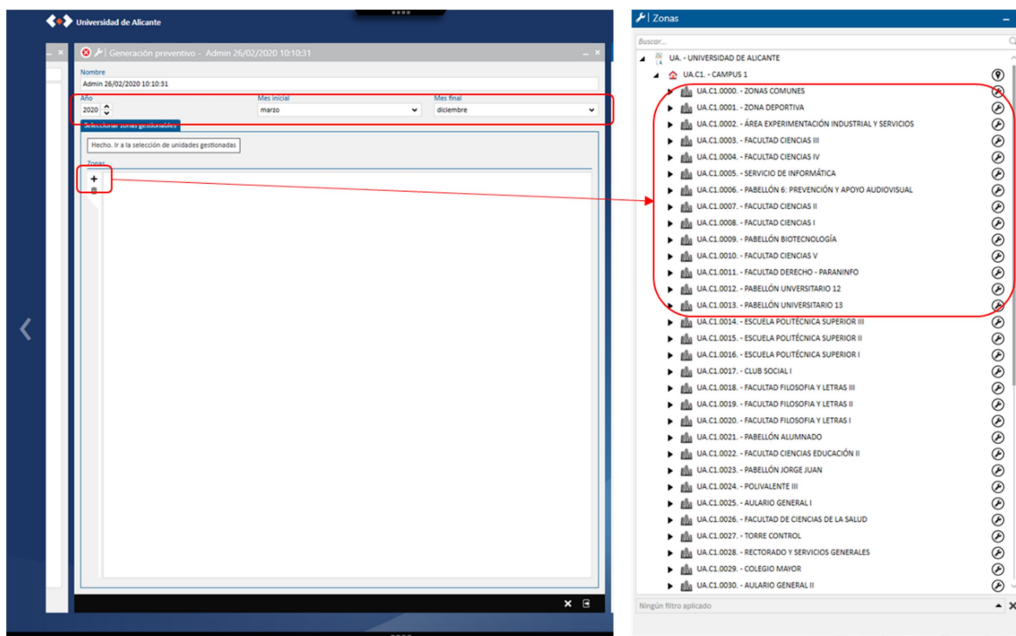 Universidad de Alicante
Generación preventivo - Admin 26/02/2020 10:10:31
Nombre
Admin 26/02/2020 10:10:31
Año
Mes inicial
Mes final
2020
marzo
diciembre
Seleccionar zonas gestionables
Hecho. Ir a la selección de unidades gestionadas
Zonas
Zonas
Buscar...
UA. - UNIVERSIDAD DE ALICANTE
UA.C1. - CAMPUS 1
UA.C1.0000. - ZONAS COMUNES
UA.C1.0001. - ZONA DEPORTIVA
UA.C1.0002. - ÁREA EXPERIMENTACIÓN INDUSTRIAL Y SERVICIOS
UA.C1.0003. - FACULTAD CIENCIAS III
UA.C1.0004. - FACULTAD CIENCIAS IV
UA.C1.0005. - SERVICIO DE INFORMÁTICA
UA.C1.0006. - PABELLÓN 6: PREVENCIÓN Y APOYO AUDIOVISUAL
UA.C1.0007. - FACULTAD CIENCIAS II
UA.C1.0008. - FACULTAD CIENCIAS I
UA.C1.0009. - PABELLÓN BIOTECNOLOGÍA
UA.C1.0010. - FACULTAD CIENCIAS V
UA.C1.0011. - FACULTAD DERECHO - PARANINFO
UA.C1.0012. - PABELLÓN UNVERSITARIO 12
UA.C1.0013. - PABELLÓN UNIVERSITARIO 13
UA.C1.0014. - ESCUELA POLITÉCNICA SUPERIOR III
UA.C1.0015. - ESCUELA POLITÉCNICA SUPERIOR II
UA.C1.0016. - ESCUELA POLITÉCNICA SUPERIOR I
UA.C1.0017. - CLUB SOCIAL I
UA.C1.0018. - FACULTAD FILOSOFIA Y LETRAS III
UA.C1.0019. - FACULTAD FILOSOFIA Y LETRAS II
UA.C1.0020. - FACULTAD FILOSOFIA Y LETRAS I
UA.C1.0021. - PABELLÓN ALUMNADO
UA.C1.0022. - FACULTAD CIENCIAS EDUCACIÓN II
UA.C1.0023. - PABELLÓN JORGE JUAN
UA.C1.0024. - POLIVALENTE III
UA.C1.0025. - AULARIO GENERAL I
UA.C1.0026. - FACULTAD DE CIENCIAS DE LA SALUD
UA.C1.0027. - TORRE CONTROL
UA.C1.0028. - RECTORADO Y SERVICIOS GENERALES
UA.C1.0029. - COLEGIO MAYOR
UA.C1.0030. - AULARIO GENERAL II
Ningún filtro aplicado